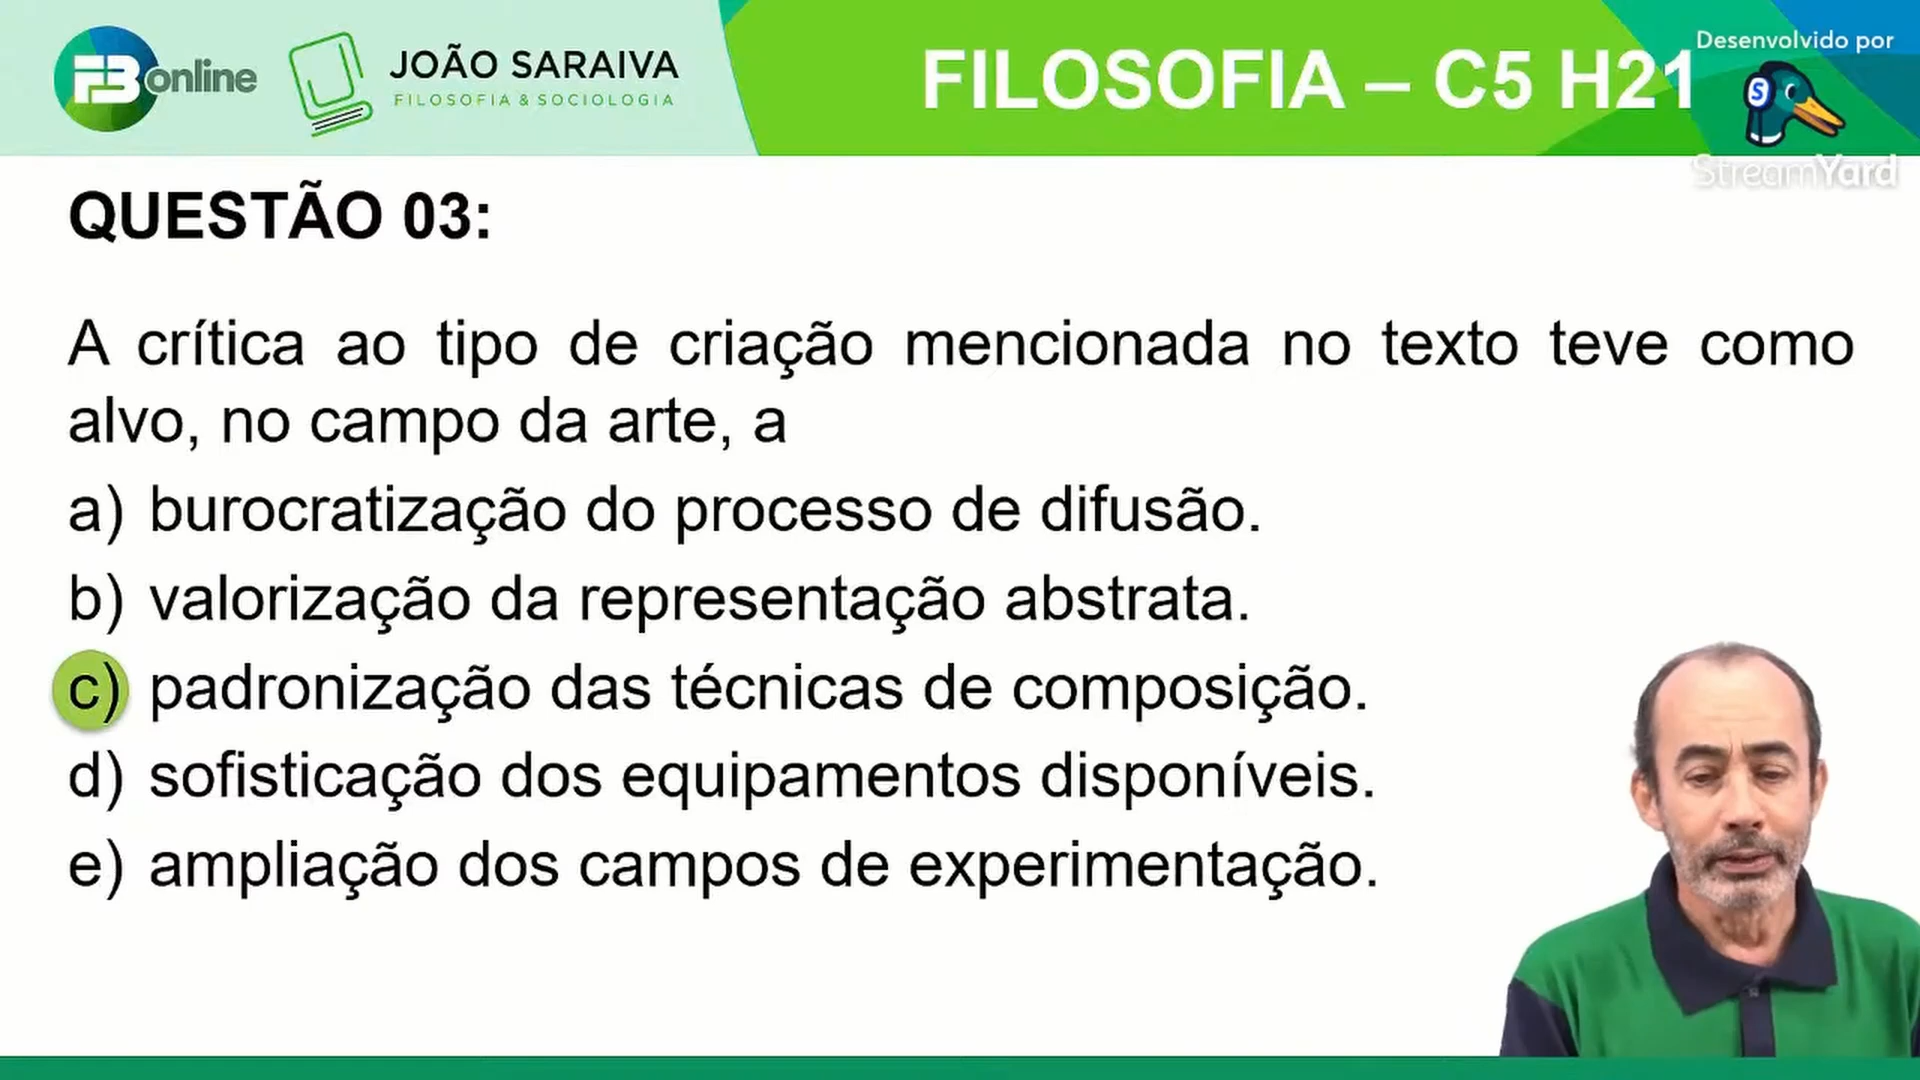 FB online
JOÃO SARAIVA
FILOSOFIA & SOCIOLOGIA
FILOSOFIA – C5 H21
Desenvolvido por
S
StreamYard
QUESTÃO 03:
A crítica ao tipo de criação mencionada no texto teve como
alvo, no campo da arte, a
a) burocratização do processo de difusão.
b) valorização da representação abstrata.
c) padronização das técnicas de composição.
d) sofisticação dos equipamentos disponíveis.
e) ampliação dos campos de experimentação.